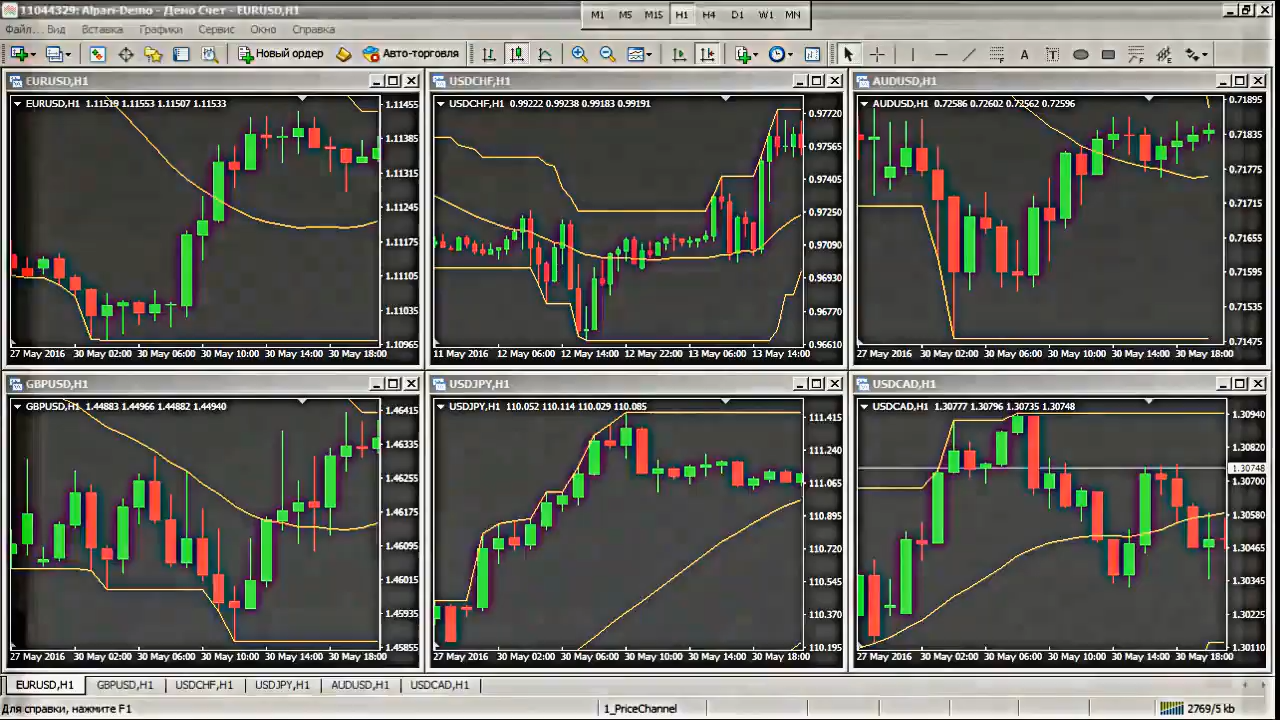 11044329: Alpari-Demo - Демо Счет - EURUSD,H1
M1 M5 M15 H1 H4 D1 W1 MN
Файл Вид Вставка Графики Сервис Окно Справка
Новый ордер Авто-торговля
EURUSD,H1
EURUSD,H1 1.11519 1.11553 1.11507 1.11533
1.11455
1.11385
1.11315
1.11245
1.11175
1.11105
1.11035
1.10965
27 May 2016 30 May 02:00 30 May 06:00 30 May 10:00 30 May 14:00 30 May 18:00
USDCHF,H1
USDCHF,H1 0.99222 0.99238 0.99183 0.99191
0.97720
0.97565
0.97405
0.97250
0.97090
0.96930
0.96770
0.96610
11 May 2016 12 May 06:00 12 May 14:00 12 May 22:00 13 May 06:00 13 May 14:00
AUDUSD,H1
AUDUSD,H1 0.72586 0.72602 0.72562 0.72596
0.71895
0.71835
0.71775
0.71715
0.71655
0.71595
0.71535
0.71475
27 May 2016 30 May 02:00 30 May 06:00 30 May 10:00 30 May 14:00 30 May 18:00
GBPUSD,H1
GBPUSD,H1 1.44883 1.44966 1.44882 1.44940
1.46415
1.46335
1.46255
1.46175
1.46095
1.46015
1.45935
1.45855
27 May 2016 30 May 02:00 30 May 06:00 30 May 10:00 30 May 14:00 30 May 18:00
USDJPY,H1
USDJPY,H1 110.052 110.114 110.029 110.085
111.415
111.240
111.065
110.895
110.720
110.545
110.370
110.195
27 May 2016 30 May 02:00 30 May 06:00 30 May 10:00 30 May 14:00 30 May 18:00
USDCAD,H1
USDCAD,H1 1.30777 1.30796 1.30735 1.30748
1.30940
1.30820
1.30748
1.30700
1.30580
1.30465
1.30345
1.30225
1.30110
27 May 2016 30 May 02:00 30 May 06:00 30 May 10:00 30 May 14:00 30 May 18:00
EURUSD,H1 GBPUSD,H1 USDCHF,H1 USDJPY,H1 AUDUSD,H1 USDCAD,H1
Для справки, нажмите F1 1_PriceChannel 2769/5 kb